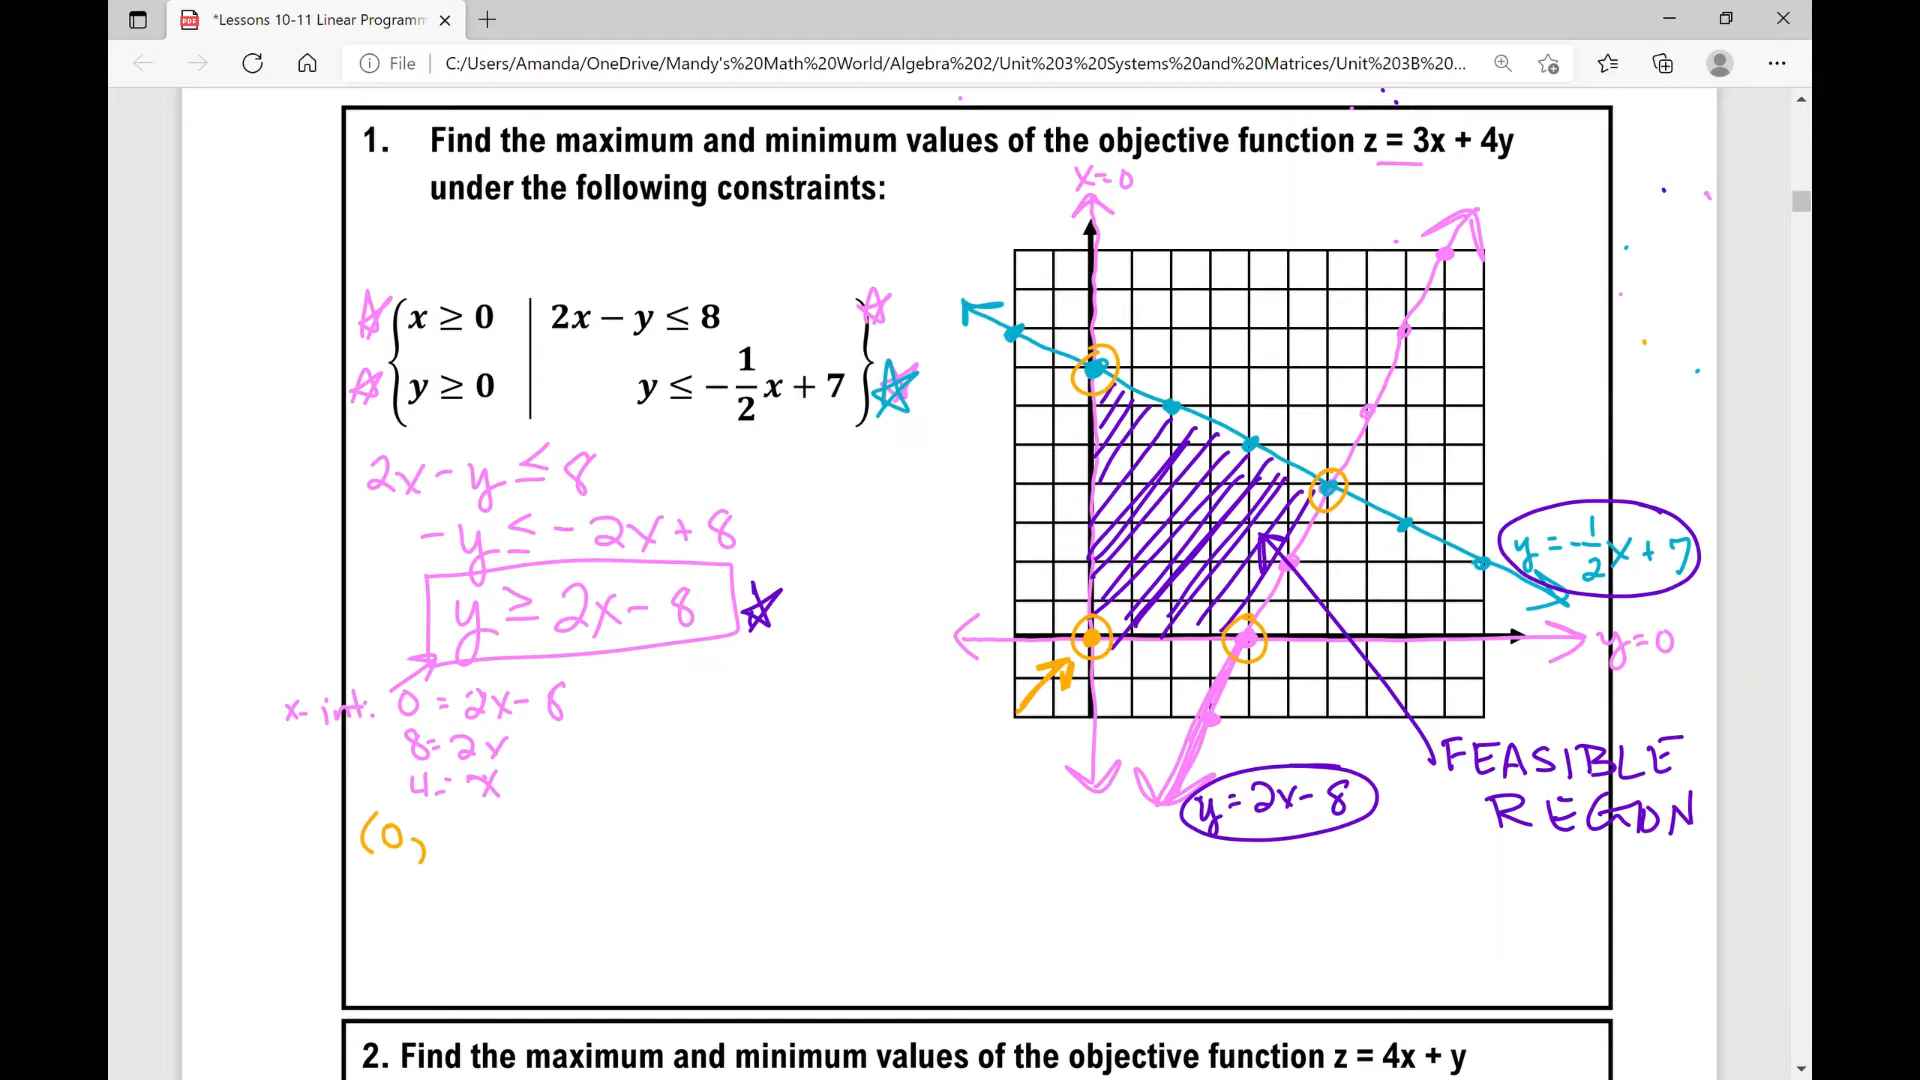 *Lessons 10-11 Linear Programm
File
C:/Users/Amanda/OneDrive/Mandy's%20Math%20World/Algebra%202/Unit%203%20Systems%20and%20Matrices/Unit%203B%20...
1. Find the maximum and minimum values of the objective function z = 3x + 4y
under the following constraints:
x=0
x ≥ 0 | 2x − y ≤ 8
y ≥ 0 | y ≤ −1/2x + 7
2x - y ≤ 8
-y ≤ -2x + 8
y ≥ 2x - 8
x-int: 0 = 2x - 8
8 = 2x
4 = x
(0,
y = -1/2x + 7
y=0
y = 2x - 8
FEASIBLE
REGION
2. Find the maximum and minimum values of the objective function z = 4x + y